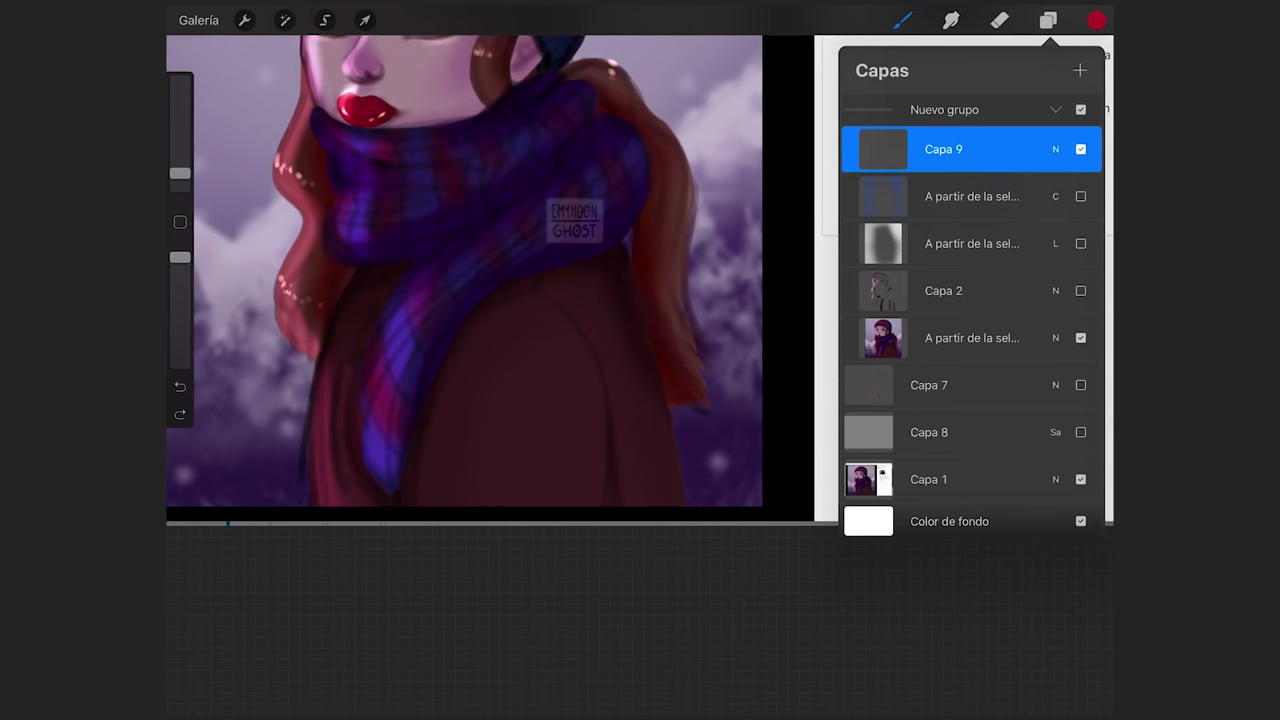 Galería
Capas
Nuevo grupo
Capa 9 N
A partir de la sel... C
A partir de la sel... L
Capa 2 N
A partir de la sel... N
Capa 7 N
Capa 8 Sa
Capa 1 N
Color de fondo
EMYMOON
GHOST